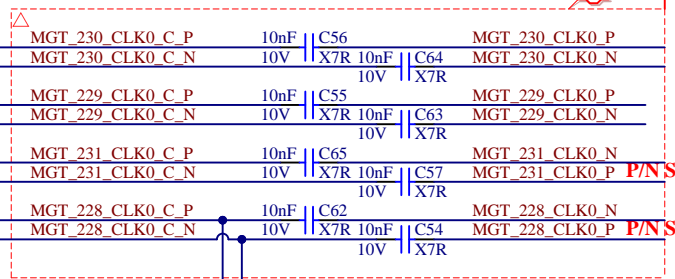 MGT_230_CLK0_C_P 10nF C56 MGT_230_CLK0_P
MGT_230_CLK0_C_N 10V X7R 10nF C64 MGT_230_CLK0_N
10V X7R
MGT_229_CLK0_C_P 10nF C55 MGT_229_CLK0_P
MGT_229_CLK0_C_N 10V X7R 10nF C63 MGT_229_CLK0_N
10V X7R
MGT_231_CLK0_C_P 10nF C65 MGT_231_CLK0_N
MGT_231_CLK0_C_N 10V X7R 10nF C57 MGT_231_CLK0_P P/N S
10V X7R
MGT_228_CLK0_C_P 10nF C62 MGT_228_CLK0_N
MGT_228_CLK0_C_N 10V X7R 10nF C54 MGT_228_CLK0_P P/N S
10V X7R